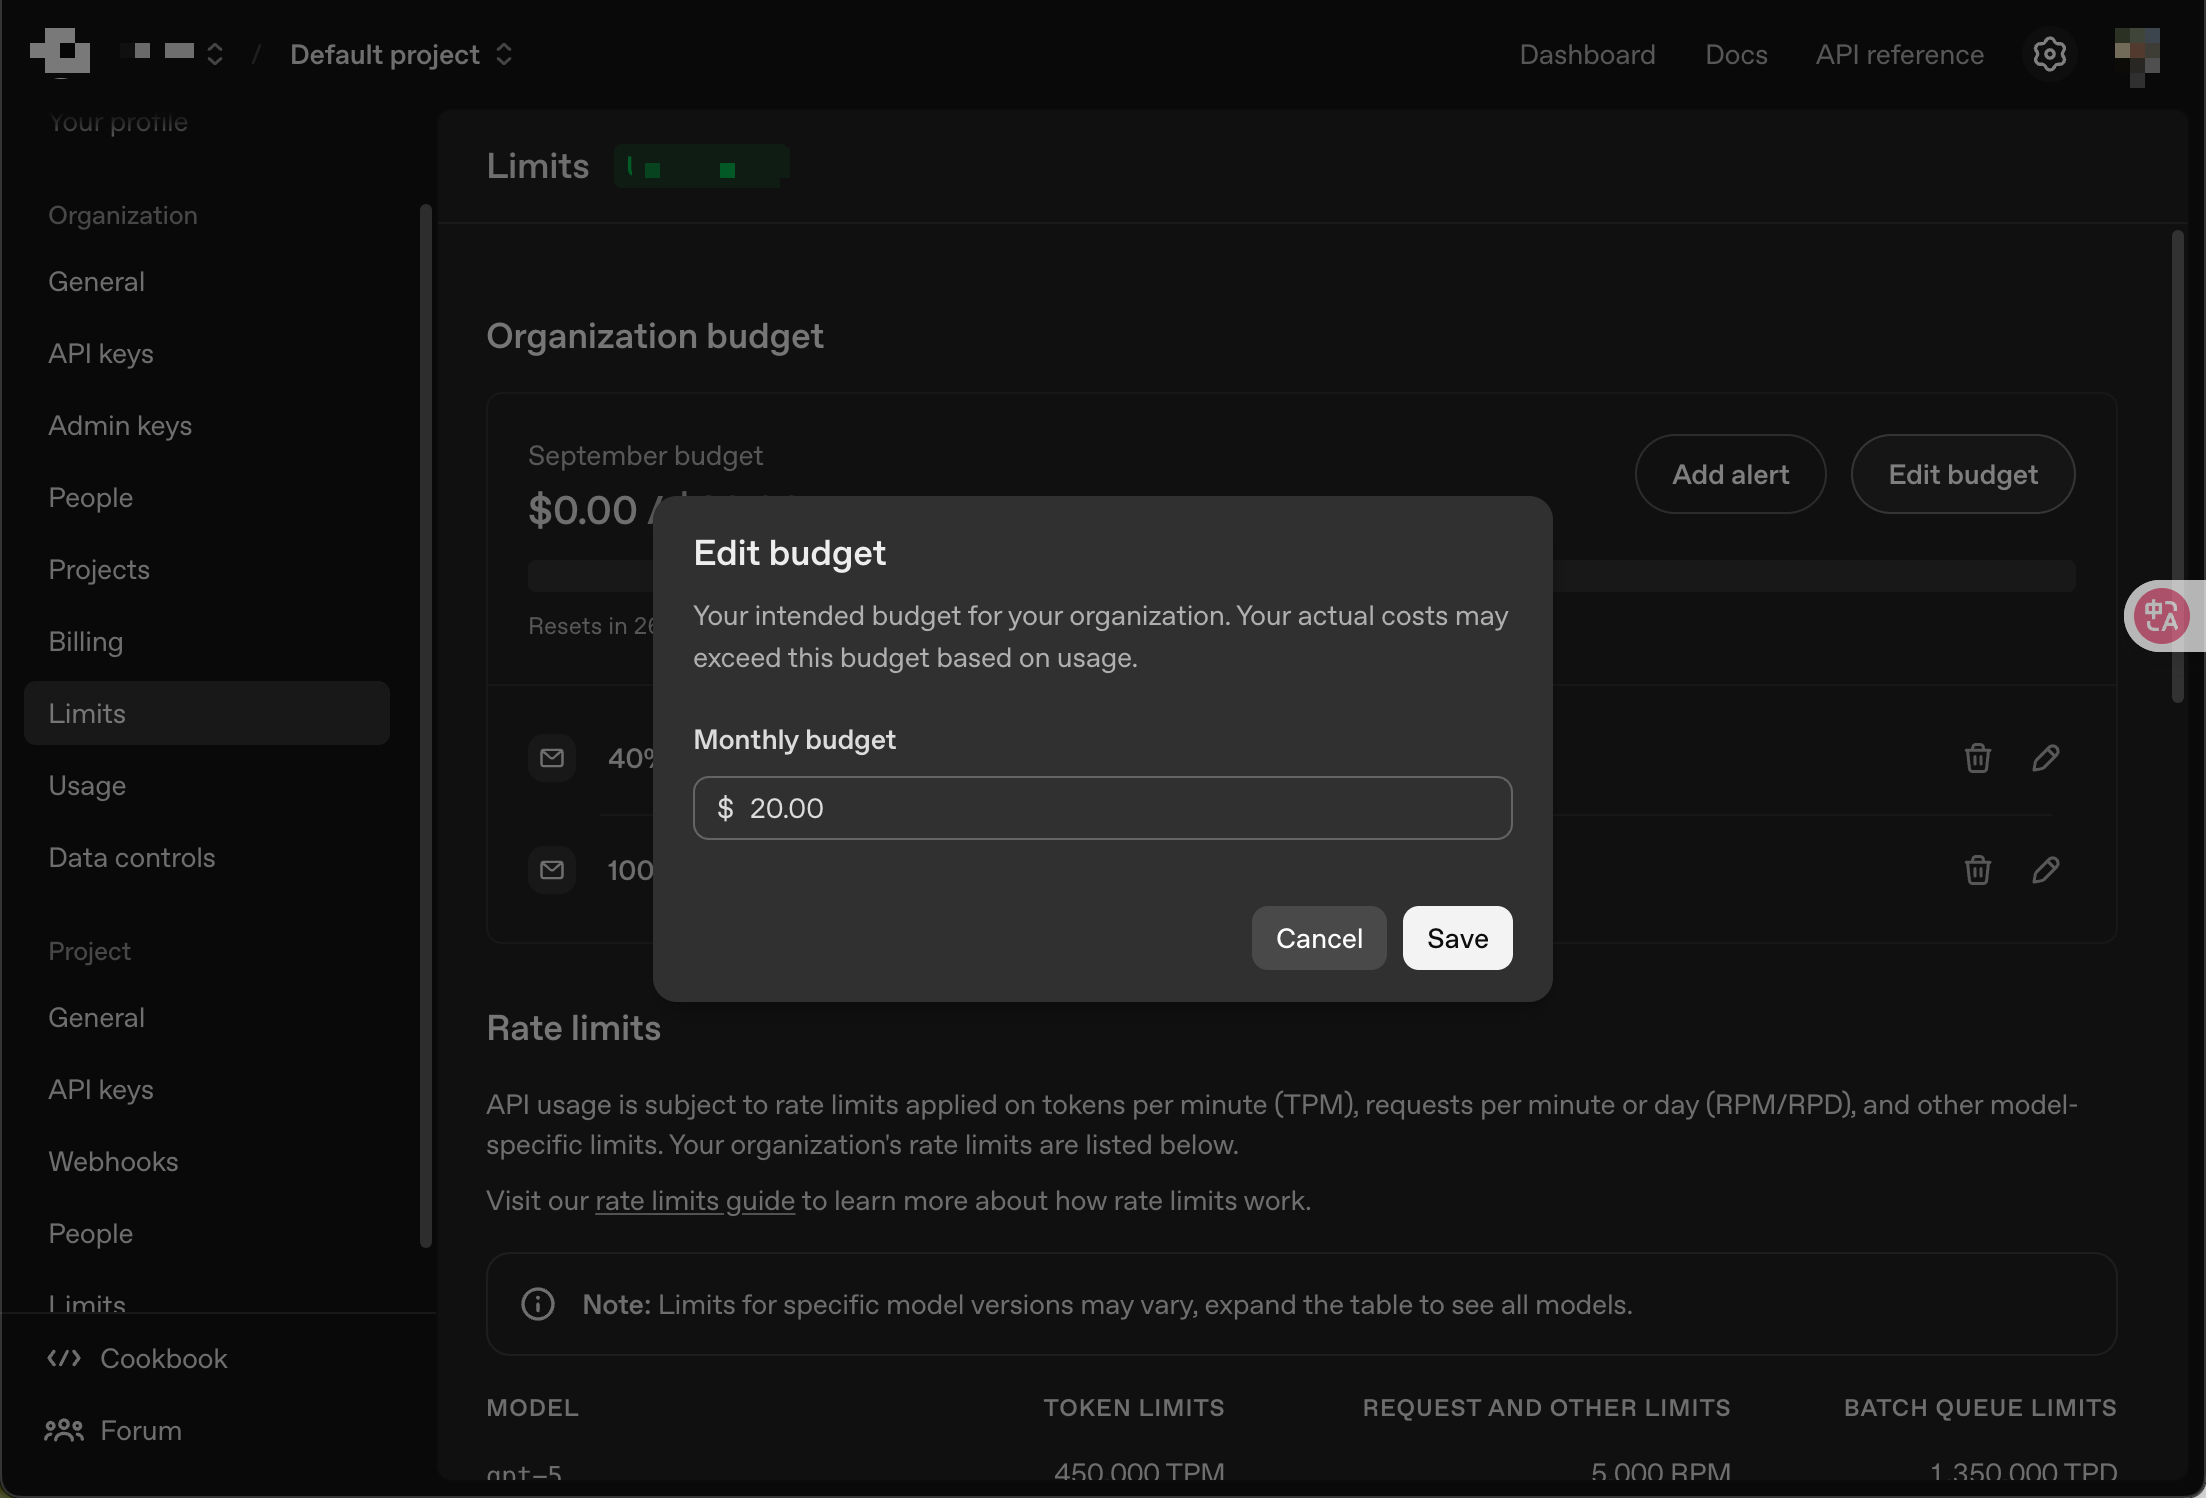 Default project
Dashboard
Docs
API reference
Your profile
Organization
General
API keys
Admin keys
People
Projects
Billing
Limits
Usage
Data controls
Project
General
API keys
Webhooks
People
Limits
Cookbook
Forum
Limits
Organization budget
September budget
$0.00 /
Resets in
Add alert
Edit budget
40%
100
Edit budget
Your intended budget for your organization. Your actual costs may
exceed this budget based on usage.
Monthly budget
$ 20.00
Cancel
Save
Rate limits
API usage is subject to rate limits applied on tokens per minute (TPM), requests per minute or day (RPM/RPD), and other model-
specific limits. Your organization's rate limits are listed below.
Visit our rate limits guide to learn more about how rate limits work.
Note: Limits for specific model versions may vary, expand the table to see all models.
MODEL TOKEN LIMITS REQUEST AND OTHER LIMITS BATCH QUEUE LIMITS
gpt-5 450,000 TPM 5,000 RPM 1,350,000 TPD